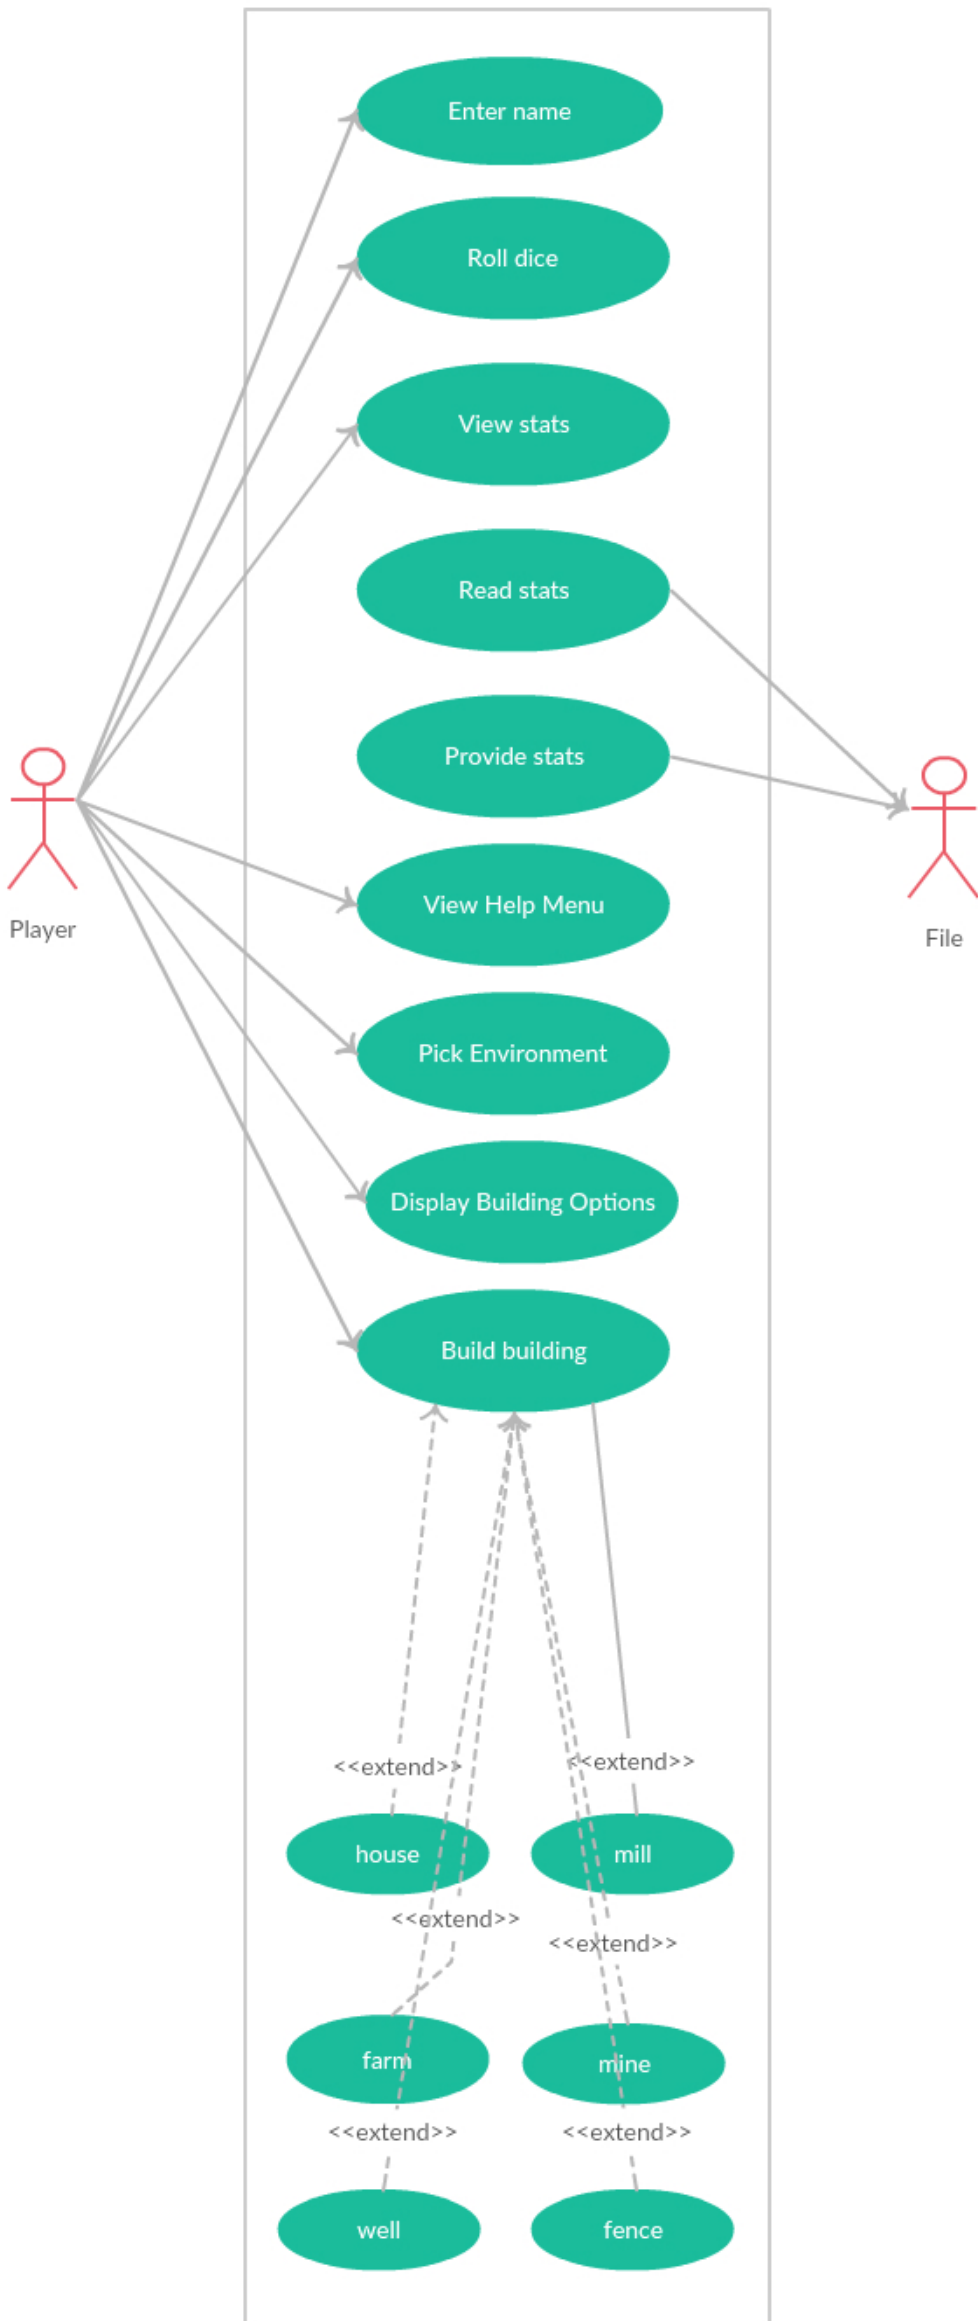 Enter name
Roll dice
View stats
Read stats
Provide stats
Player
File
View Help Menu
Pick Environment
Display Building Options
Build building
<<extend>>
<<extend>>
house
mill
<<extend>>
<<extend>>
farm
mine
<<extend>>
<<extend>>
well
fence